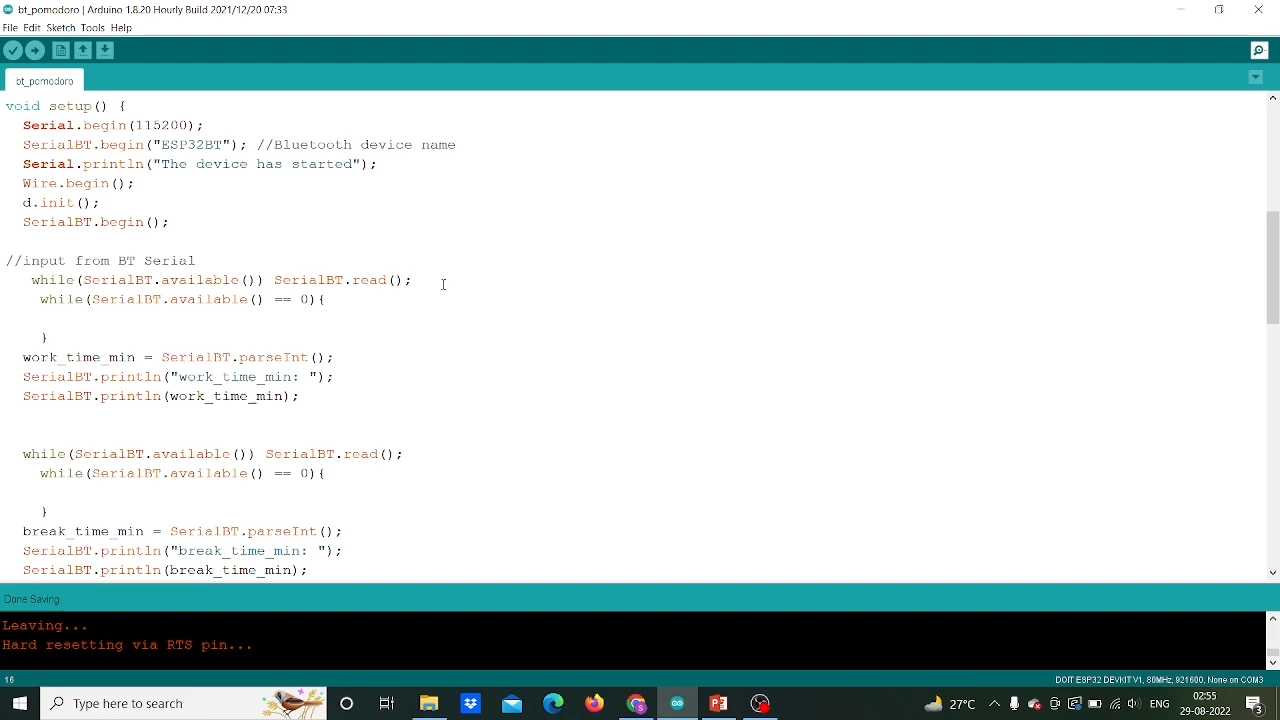 bt_pomodoro | Arduino 1.8.20 Hourly Build 2021/12/20 07:33
File Edit Sketch Tools Help
bt_pomodoro
void setup() {
Serial.begin(115200);
SerialBT.begin("ESP32BT"); //Bluetooth device name
Serial.println("The device has started");
Wire.begin();
d.init();
SerialBT.begin();
//input from BT Serial
while(SerialBT.available()) SerialBT.read();
while(SerialBT.available() == 0){
}
work_time_min = SerialBT.parseInt();
SerialBT.println("work_time_min: ");
SerialBT.println(work_time_min);
while(SerialBT.available()) SerialBT.read();
while(SerialBT.available() == 0){
}
break_time_min = SerialBT.parseInt();
SerialBT.println("break_time_min: ");
SerialBT.println(break_time_min);
Done Saving.
Leaving...
Hard resetting via RTS pin...
16 DOIT ESP32 DEVKIT V1, 80MHz, 921600, None on COM3
Type here to search
27°C
ENG
02:55
29-08-2022
3